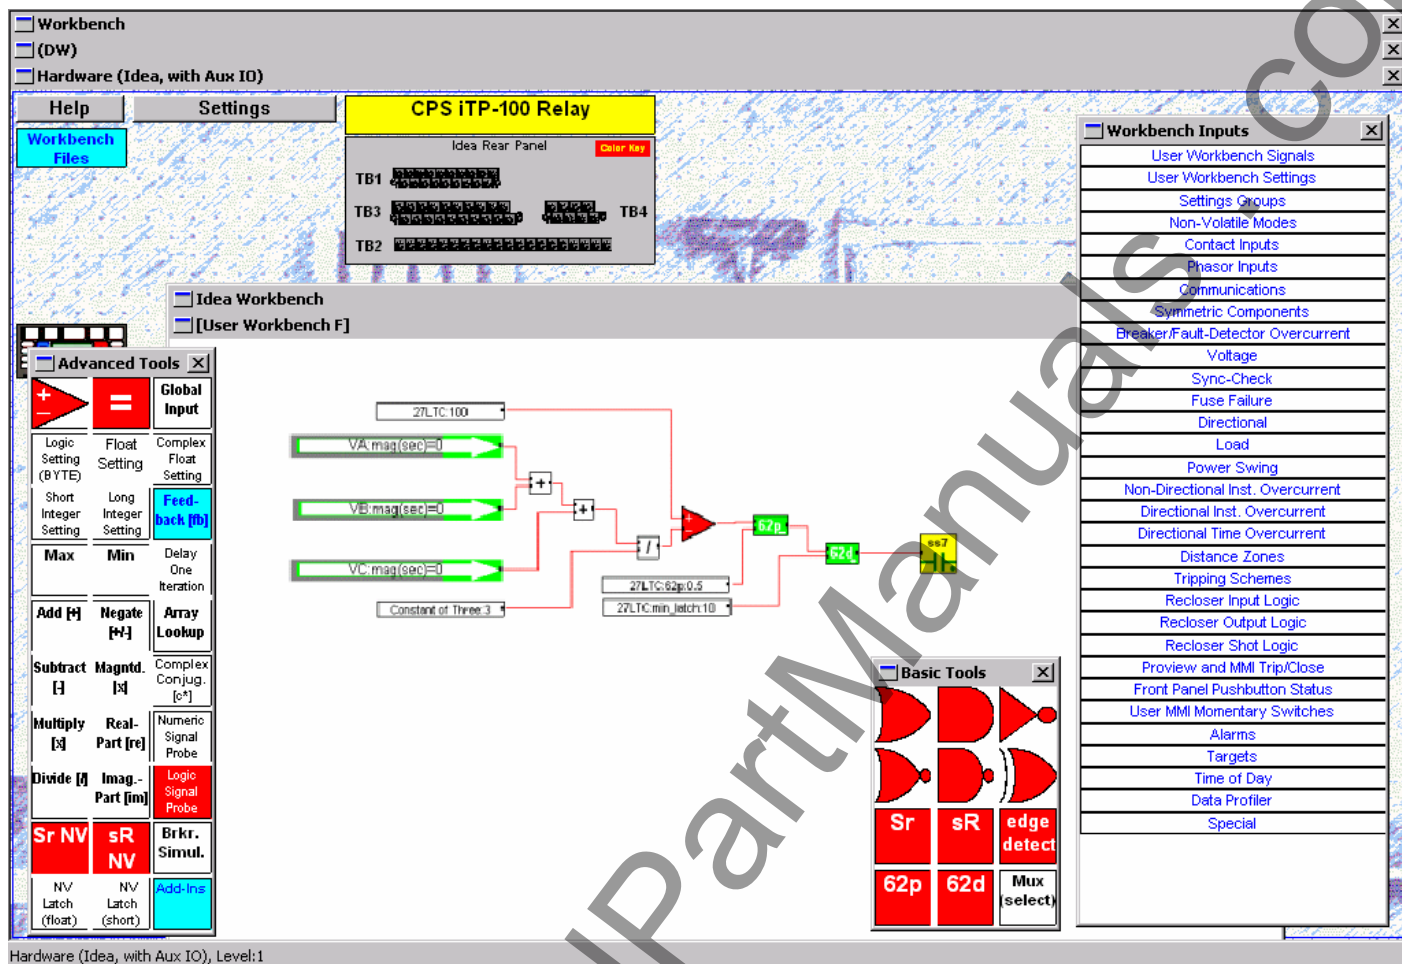 Workbench
(DW)
Hardware (Idea, with Aux IO)
Help
Settings
Workbench
Files
CPS iTP-100 Relay
Idea Rear Panel
Color Key
TB1
TB3
TB4
TB2
Idea Workbench
[User Workbench F]
Advanced Tools
+
−
=
Global
Input
Logic
Setting
(BYTE)
Float
Setting
Complex
Float
Setting
Short
Integer
Setting
Long
Integer
Setting
Feed-
back [fb]
Max
Min
Delay
One
Iteration
Add [+]
Negate
[+/-]
Array
Lookup
Subtract
[-]
Magntd.
[x]
Complex
Conjug.
[c*]
Multiply
[x]
Real-
Part [re]
Numeric
Signal
Probe
Divide [/]
Imag.-
Part [im]
Logic
Signal
Probe
Sr NV
sR
NV
Brkr.
Simul.
NV
Latch
(float)
NV
Latch
(short)
Add-Ins
27LTC:100
VA:mag(sec)=0
VB:mag(sec)=0
VC:mag(sec)=0
Constant of Three:3
+
+
/
+
−
62p
62d
ss7
27LTC:62p:0.5
27LTC:min_latch:10
Basic Tools
Sr
sR
edge
detect
62p
62d
Mux
(select)
Workbench Inputs
User Workbench Signals
User Workbench Settings
Settings Groups
Non-Volatile Modes
Contact Inputs
Phasor Inputs
Communications
Symmetric Components
Breaker/Fault-Detector Overcurrent
Voltage
Sync-Check
Fuse Failure
Directional
Load
Power Swing
Non-Directional Inst. Overcurrent
Directional Inst. Overcurrent
Directional Time Overcurrent
Distance Zones
Tripping Schemes
Recloser Input Logic
Recloser Output Logic
Recloser Shot Logic
Proview and MMI Trip/Close
Front Panel Pushbutton Status
User MMI Momentary Switches
Alarms
Targets
Time of Day
Data Profiler
Special
Hardware (Idea, with Aux IO), Level:1